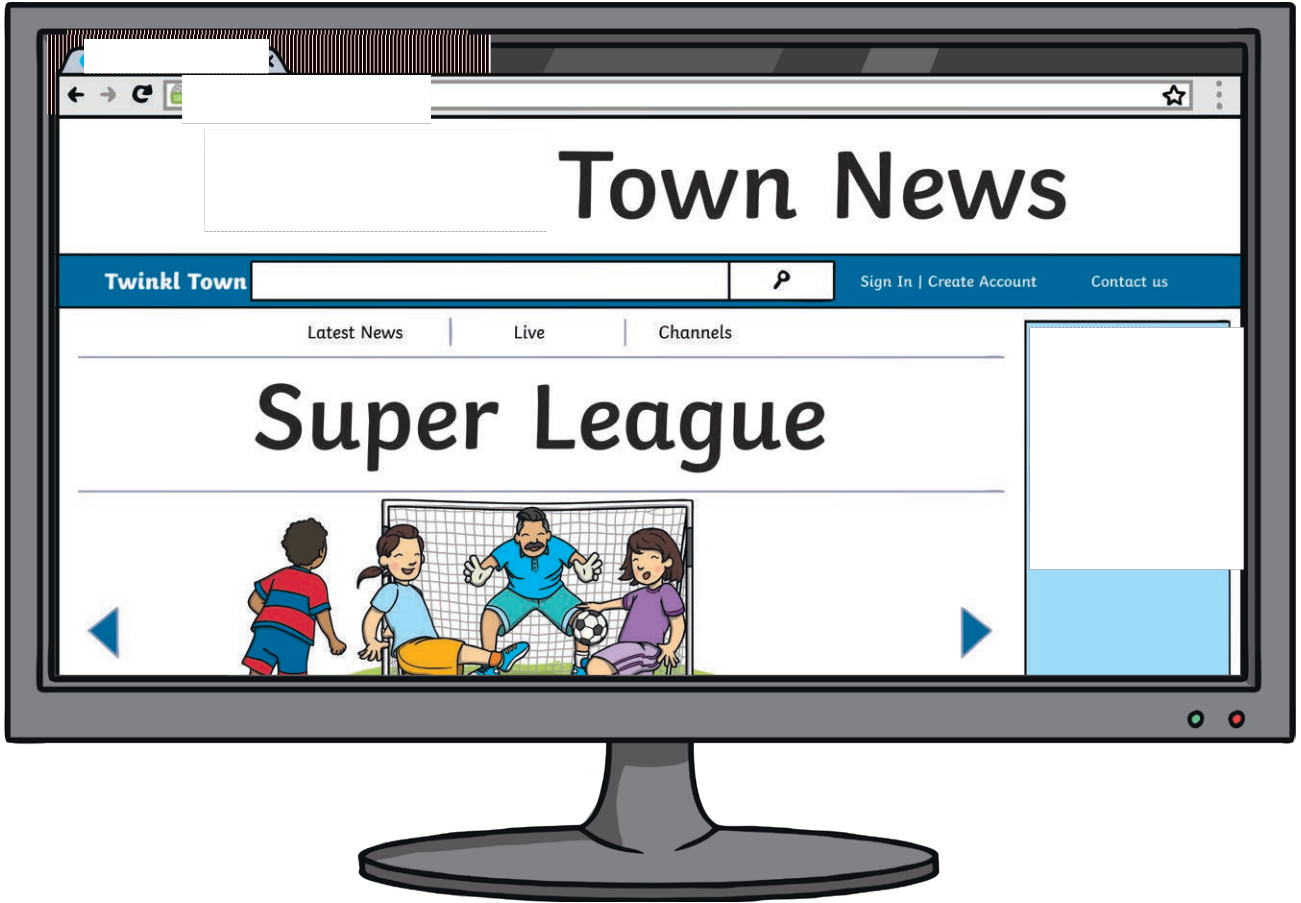 Town News
Twinkl Town
Sign In | Create Account
Contact us
Latest News
Live
Channels
Super League